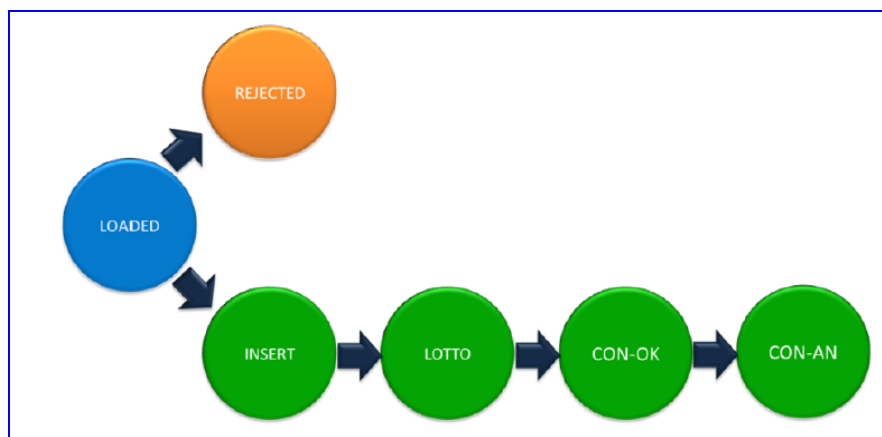 REJECTED
LOADED
INSERT
LOTTO
CON-OK
CON-AN